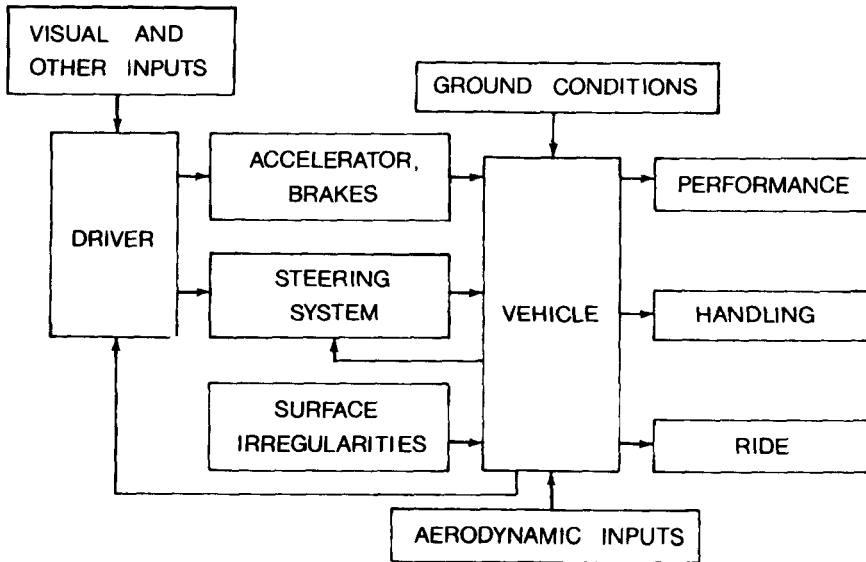 VISUAL AND
OTHER INPUTS
GROUND CONDITIONS
ACCELERATOR,
BRAKES
PERFORMANCE
DRIVER
STEERING
SYSTEM
VEHICLE
HANDLING
SURFACE
IRREGULARITIES
RIDE
AERODYNAMIC INPUTS